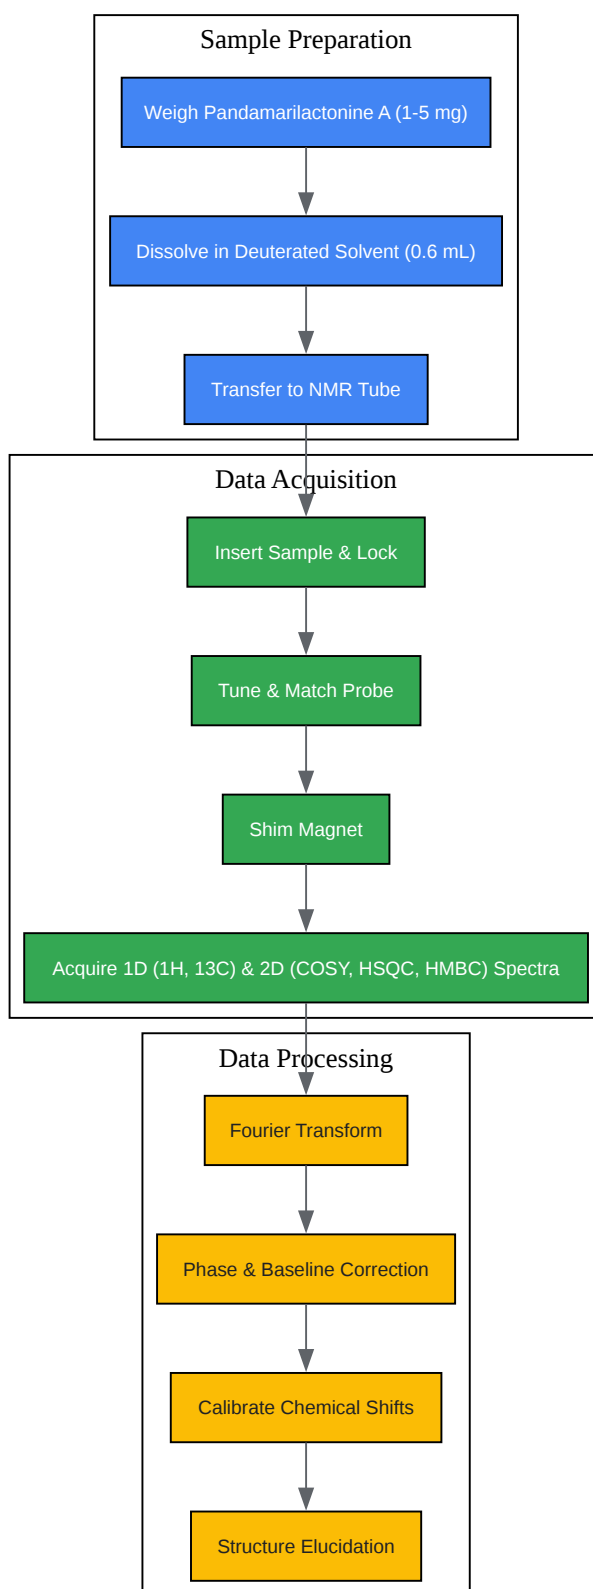 Sample Preparation
Weigh Pandamarilactonine A (1-5 mg)
Dissolve in Deuterated Solvent (0.6 mL)
Transfer to NMR Tube
Data Acquisition
Insert Sample & Lock
Tune & Match Probe
Shim Magnet
Acquire 1D (1H, 13C) & 2D (COSY, HSQC, HMBC) Spectra
Data Processing
Fourier Transform
Phase & Baseline Correction
Calibrate Chemical Shifts
Structure Elucidation